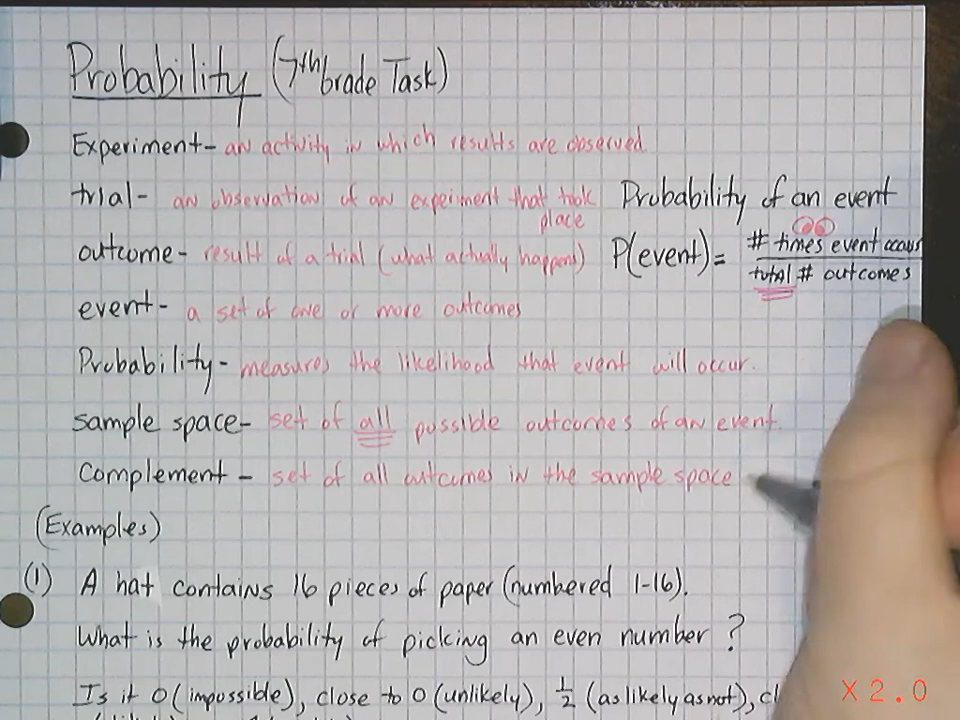 Probability (7th Grade Task)
Experiment- an activity in which results are observed
trial- an observation of an experiment that took place
Probability of an event
outcome- result of a trial (what actually happens)
P(event) = # times event occurs
total # outcomes
event- a set of one or more outcomes
Probability- measures the likelihood that event will occur.
Sample space- set of all possible outcomes of an event.
Complement- set of all outcomes in the sample space
(Examples)
(1) A hat contains 16 pieces of paper (numbered 1-16).
What is the probability of picking an even number?
Is it 0 (impossible), close to 0 (unlikely), 1/2 (as likely as not), cl
X2.0